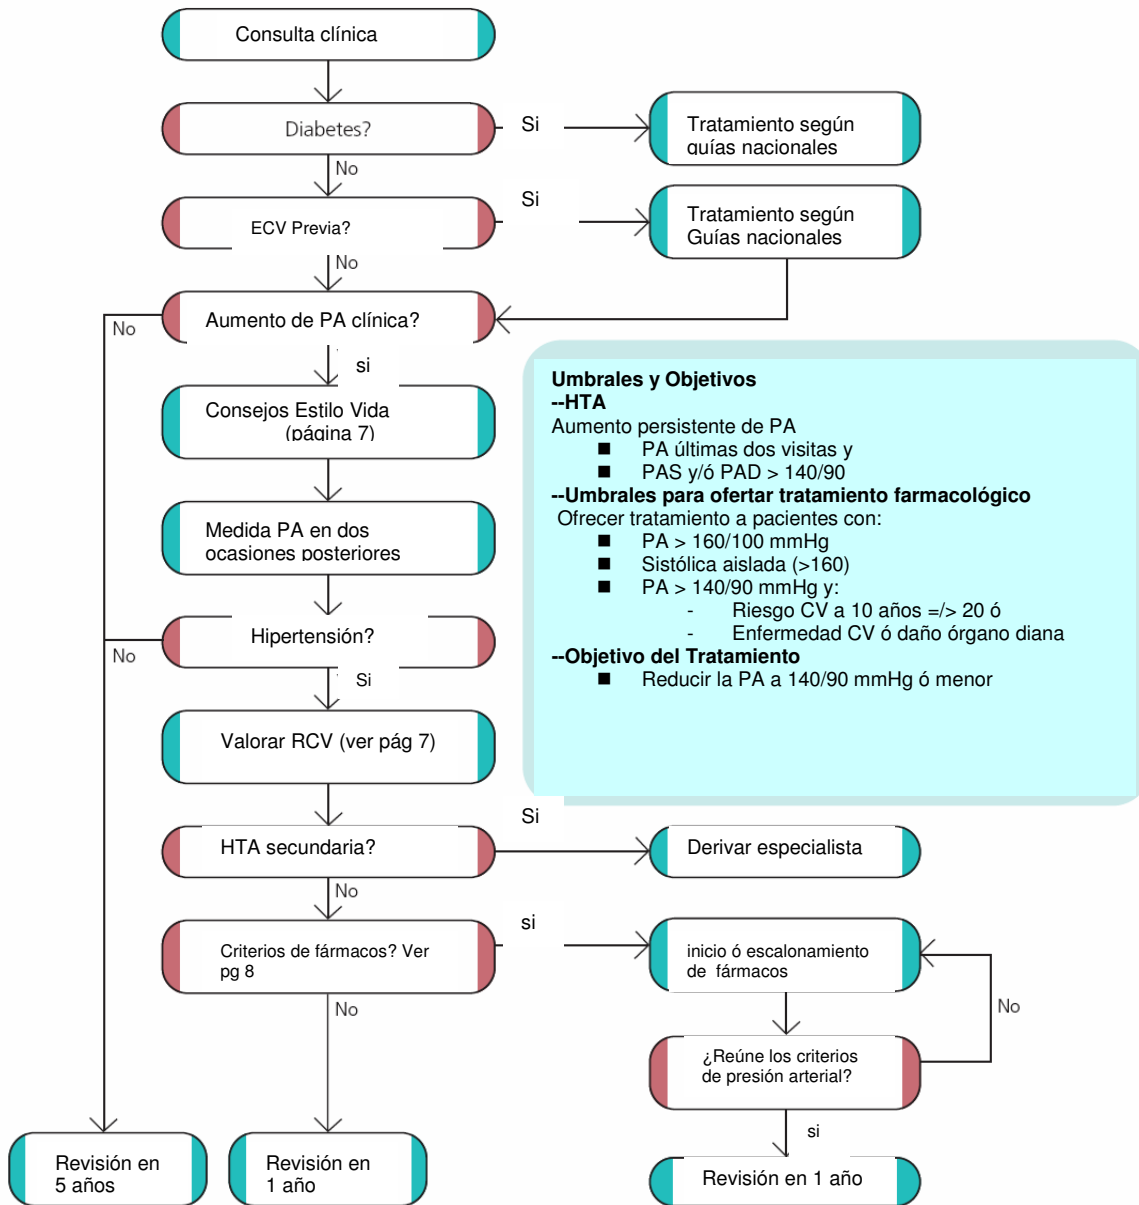 Consulta clínica
Diabetes?
Si
Tratamiento según
guías nacionales
No
ECV Previa?
Si
Tratamiento según
Guías nacionales
No
Aumento de PA clínica?
No
si
Consejos Estilo Vida
(página 7)
Medida PA en dos
ocasiones posteriores
Hipertensión?
No
Si
Valorar RCV (ver pág 7)
Umbrales y Objetivos
--HTA
Aumento persistente de PA
■ PA últimas dos visitas y
■ PAS y/ó PAD > 140/90
--Umbrales para ofertar tratamiento farmacológico
Ofrecer tratamiento a pacientes con:
■ PA > 160/100 mmHg
■ Sistólica aislada (>160)
■ PA > 140/90 mmHg y:
- Riesgo CV a 10 años =/> 20 ó
- Enfermedad CV ó daño órgano diana
--Objetivo del Tratamiento
■ Reducir la PA a 140/90 mmHg ó menor
HTA secundaria?
Si
Derivar especialista
No
Criterios de fármacos? Ver
pg 8
si
inicio ó escalonamiento
de fármacos
No
No
¿Reúne los criterios
de presión arterial?
si
Revisión en
5 años
Revisión en
1 año
Revisión en 1 año